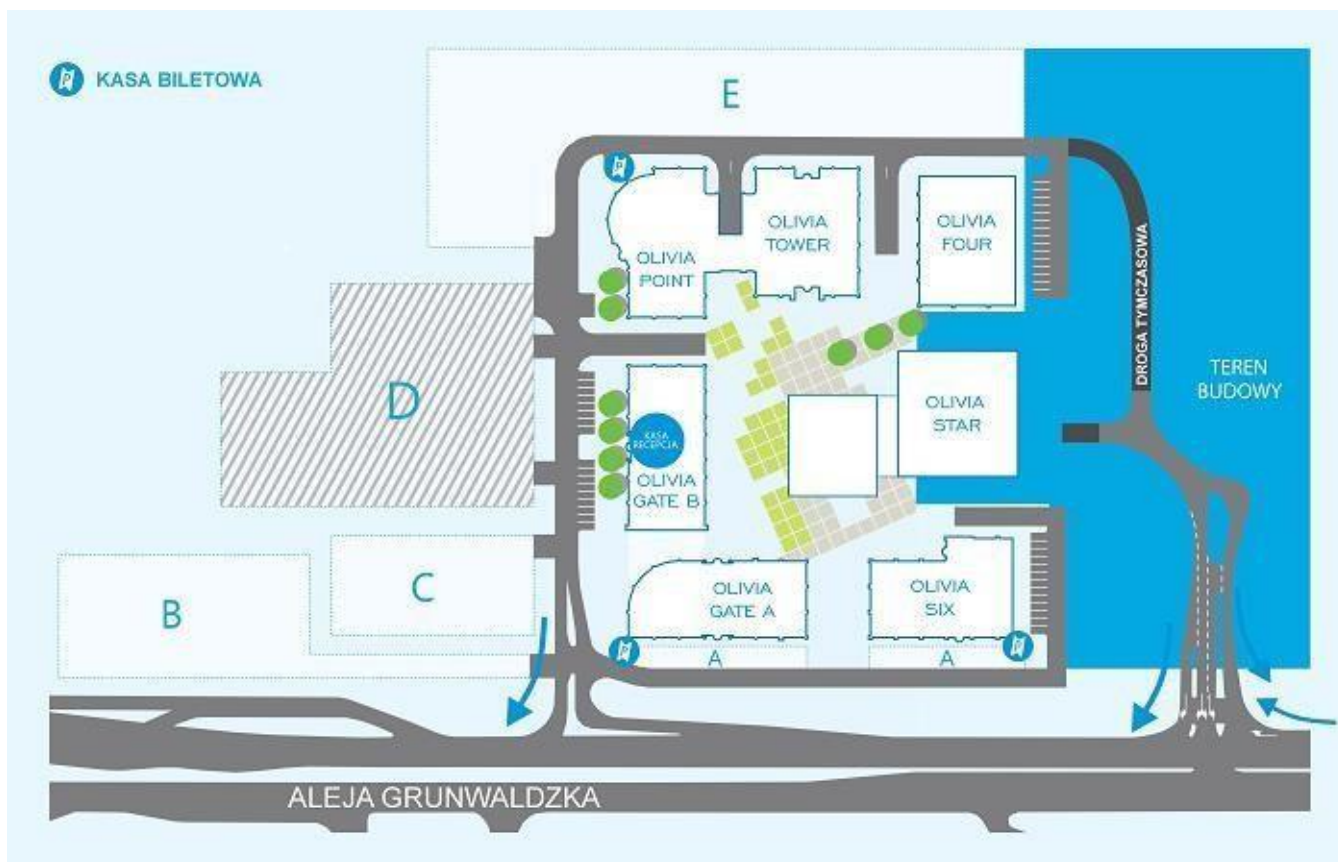 P KASA BILETOWA
E
P
OLIVIA
POINT
OLIVIA
TOWER
OLIVIA
FOUR
DROGA TYMCZASOWA
TEREN
BUDOWY
D
KASA
RECEPCJA
OLIVIA
GATE B
OLIVIA
STAR
B
C
OLIVIA
GATE A
OLIVIA
SIX
P
A
A
P
ALEJA GRUNWALDZKA